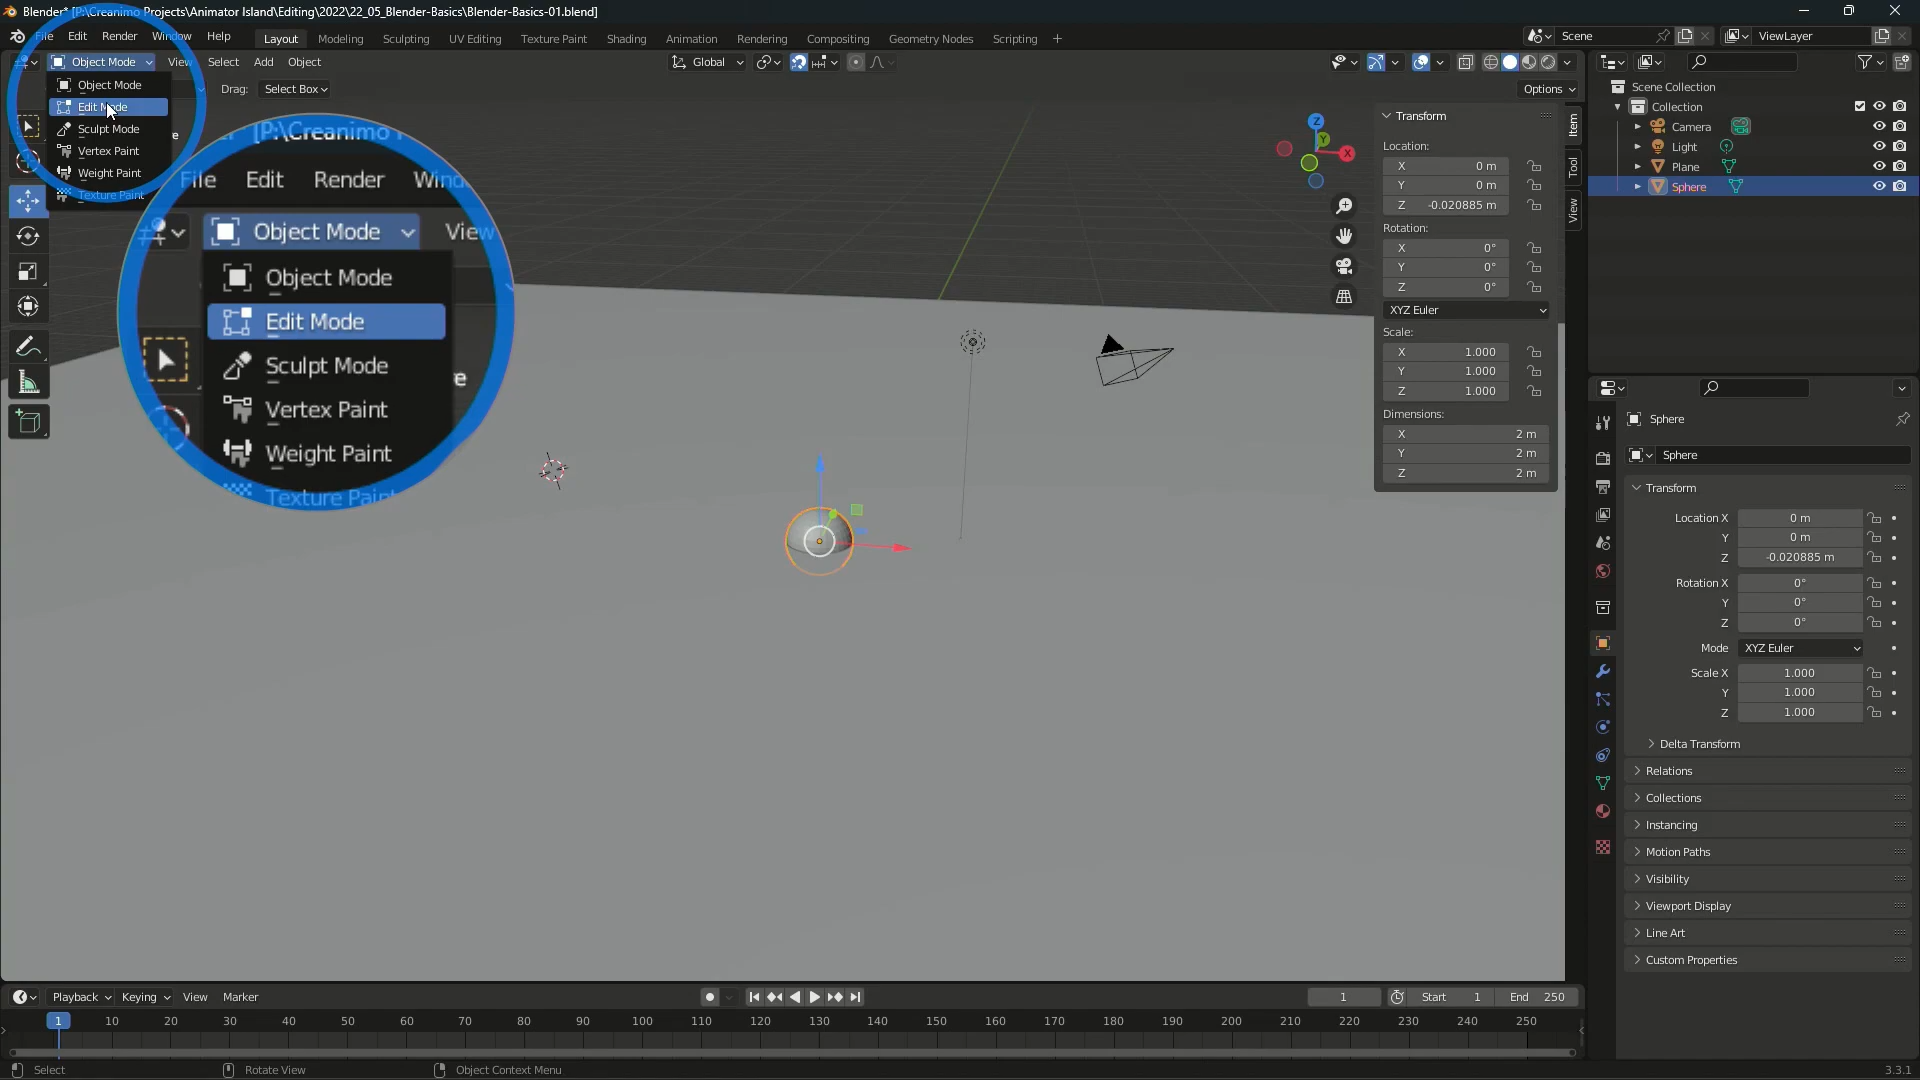 Blender* [P:\Creanimo Projects\Animator Island\Editing\2022\22_05_Blender-Basics\Blender-Basics-01.blend]
File Edit Render Window Help Layout Modeling Sculpting UV Editing Texture Paint Shading Animation Rendering Compositing Geometry Nodes Scripting + Scene ViewLayer
Object Mode View Select Add Object Global
Drag: Select Box Options
Object Mode
Edit Mode
Sculpt Mode
Vertex Paint
Weight Paint
Texture Paint
[P:\Creanimo
File Edit Render
Object Mode View
Object Mode
Edit Mode
Sculpt Mode
Vertex Paint
Weight Paint
Texture Paint
Z
Y
X
Transform
Location:
X 0 m
Y 0 m
Z -0.020885 m
Rotation:
X 0°
Y 0°
Z 0°
XYZ Euler
Scale:
X 1.000
Y 1.000
Z 1.000
Dimensions:
X 2 m
Y 2 m
Z 2 m
Item
Tool
View
Scene Collection
Collection
Camera
Light
Plane
Sphere
Sphere
Sphere
Transform
Location X 0 m
Y 0 m
Z -0.020885 m
Rotation X 0°
Y 0°
Z 0°
Mode XYZ Euler
Scale X 1.000
Y 1.000
Z 1.000
Delta Transform
Relations
Collections
Instancing
Motion Paths
Visibility
Viewport Display
Line Art
Custom Properties
Playback Keying View Marker 1 Start 1 End 250
1 10 20 30 40 50 60 70 80 90 100 110 120 130 140 150 160 170 180 190 200 210 220 230 240 250
Select Rotate View Object Context Menu 3.3.1